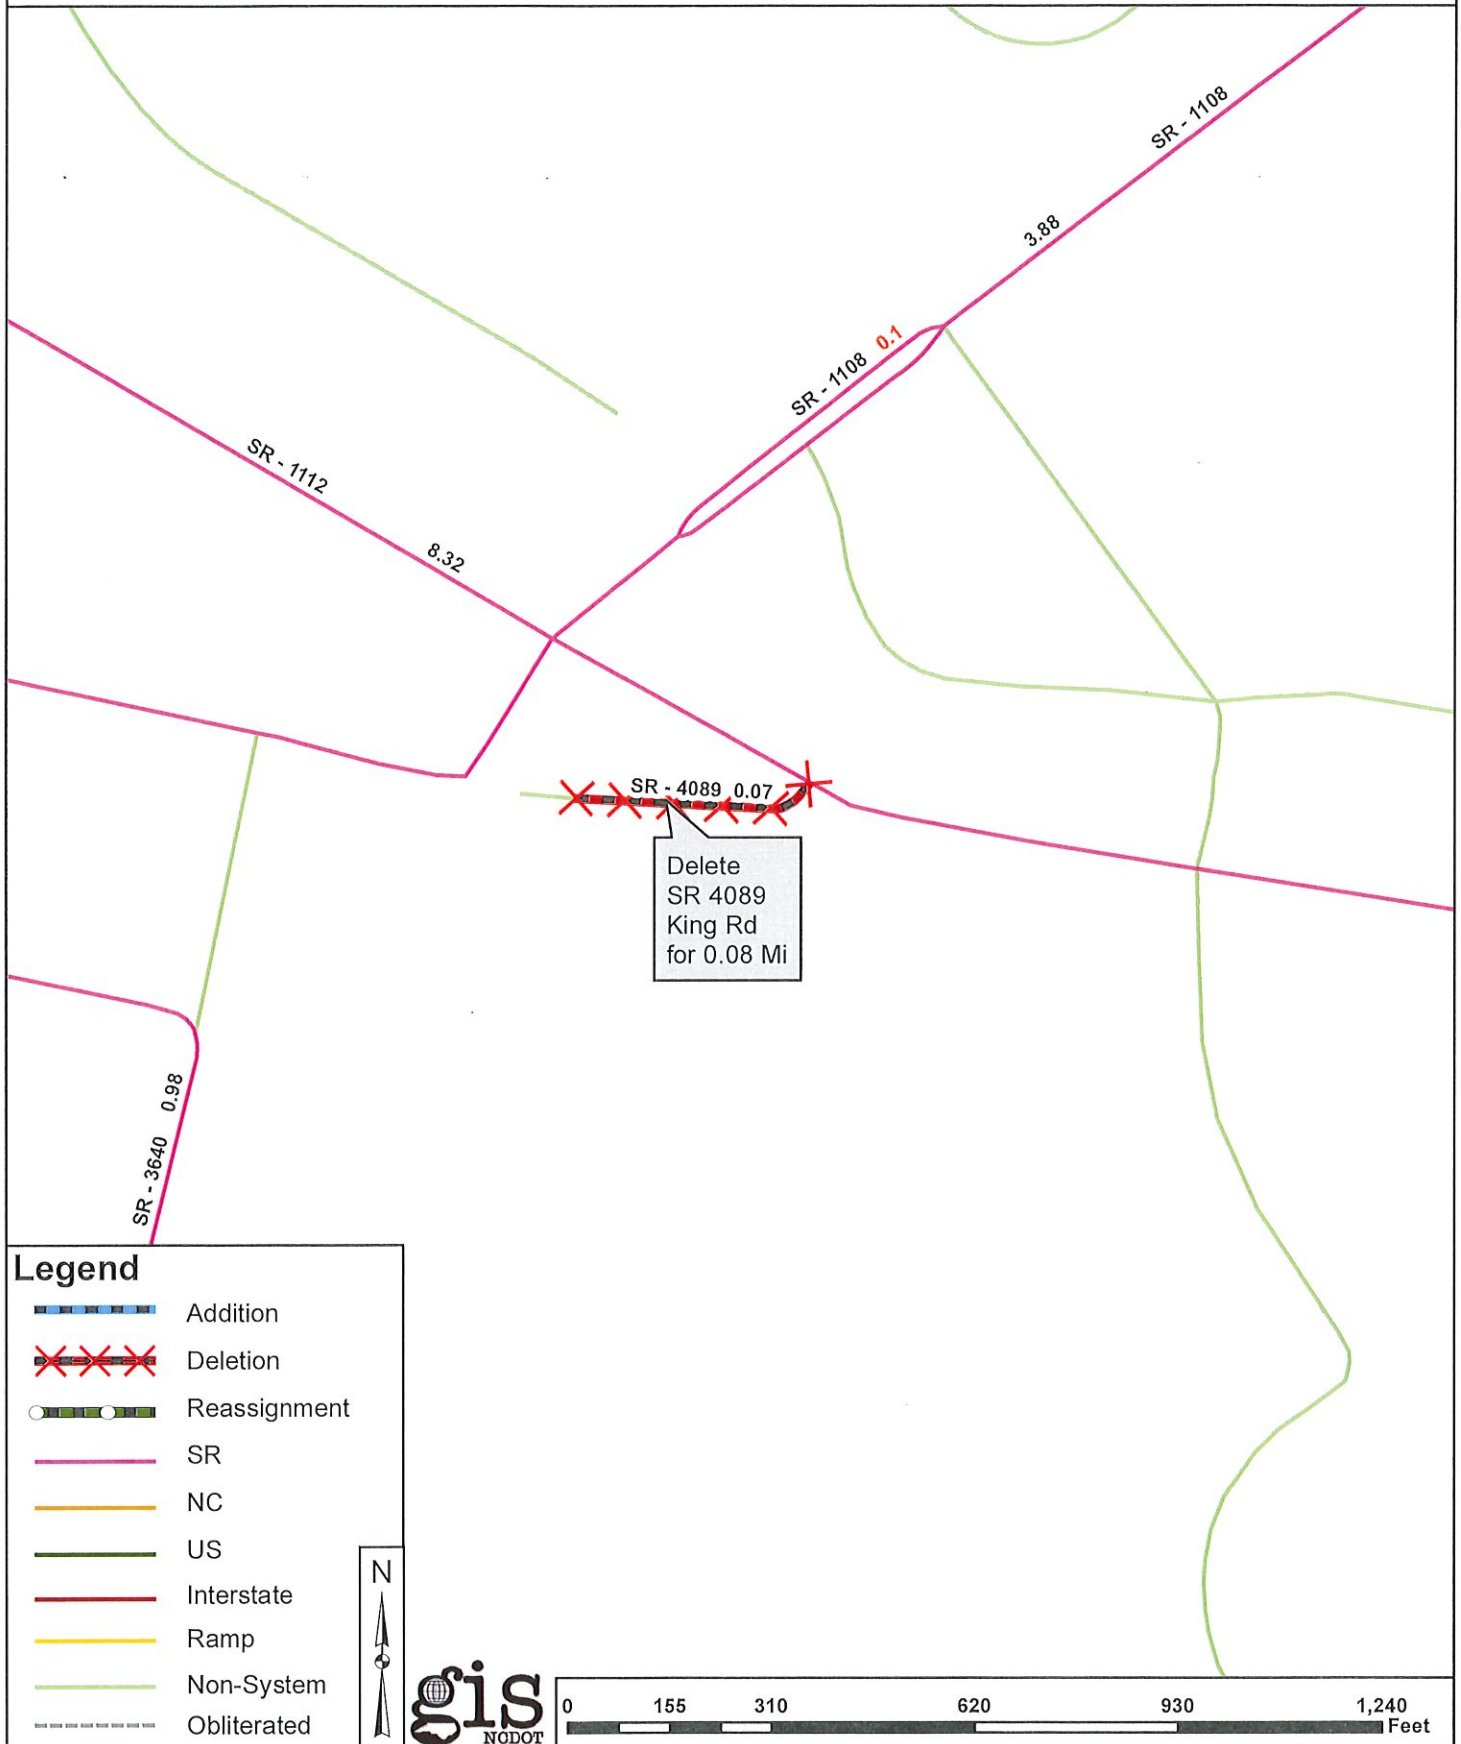 SR - 1108
3.88
SR - 1108 0.1
SR - 1112
8.32
SR - 4089 0.07
Delete
SR 4089
King Rd
for 0.08 Mi
SR - 3640 0.98
Legend
Addition
Deletion
Reassignment
SR
NC
US
Interstate
Ramp
Non-System
Obliterated
N
gis
NCDOT
0 155 310 620 930 1,240
Feet